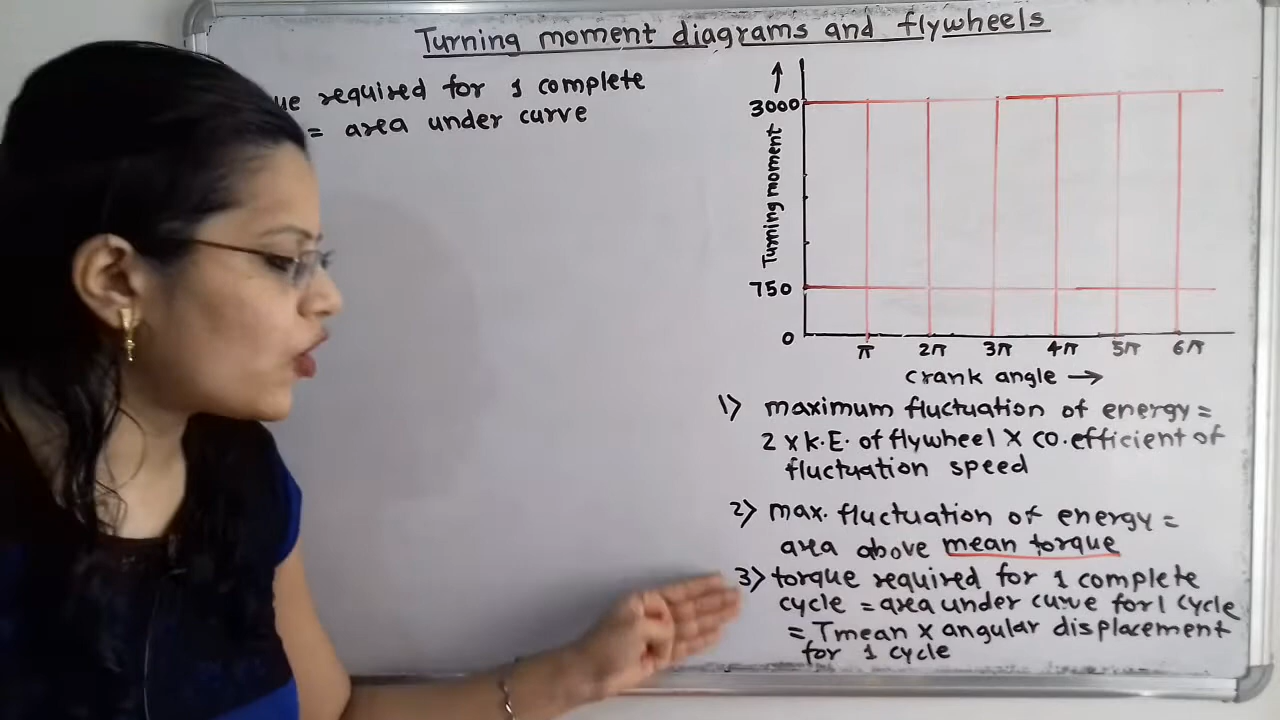 Turning moment diagrams and flywheels
ue required for 1 complete
= area under curve
3000
Turning moment
750
0
π 2π 3π 4π 5π 6π
crank angle →
1) maximum fluctuation of energy =
2 x k.E. of flywheel x co.efficient of
fluctuation speed
2) max. fluctuation of energy =
area above mean torque
3) torque required for 1 complete
cycle = area under curve for 1 cycle
= Tmean x angular displacement
for 1 cycle